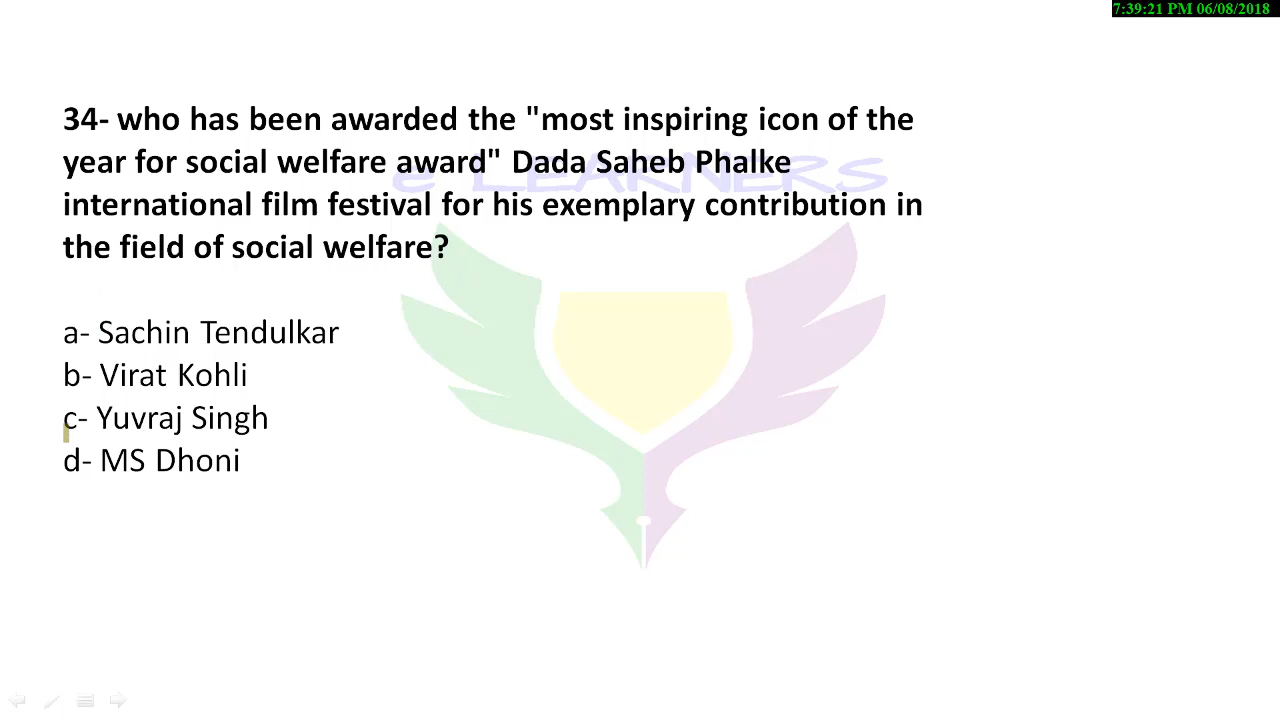 7:39:21 PM 06/08/2018
34- who has been awarded the "most inspiring icon of the
year for social welfare award" Dada Saheb Phalke
e LEARNERS
international film festival for his exemplary contribution in
the field of social welfare?
a- Sachin Tendulkar
b- Virat Kohli
c- Yuvraj Singh
d- MS Dhoni